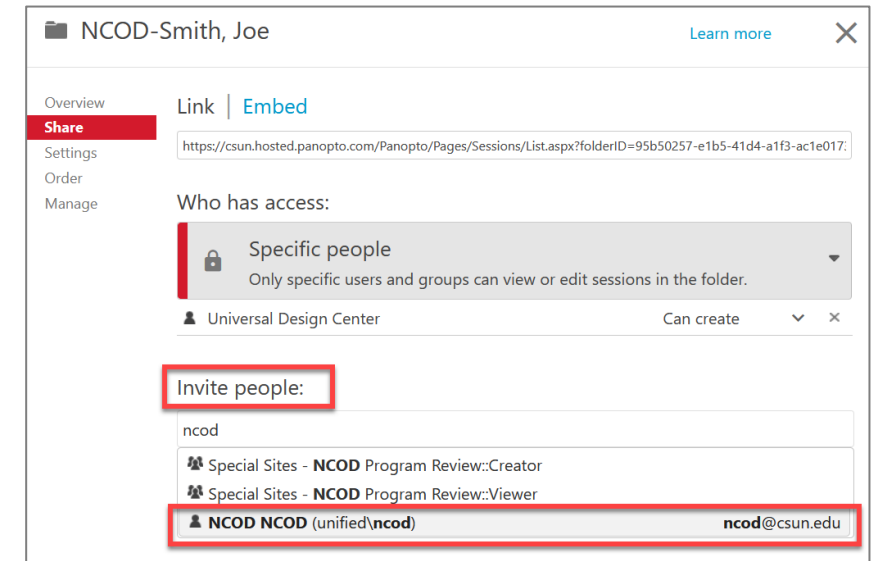 NCOD-Smith, Joe
Learn more
Overview
Share
Settings
Order
Manage
Link | Embed
https://csun.hosted.panopto.com/Panopto/Pages/Sessions/List.aspx?folderID=95b50257-e1b5-41d4-a1f3-ac1e017
Who has access:
Specific people
Only specific users and groups can view or edit sessions in the folder.
Universal Design Center Can create
Invite people:
ncod
Special Sites - NCOD Program Review::Creator
Special Sites - NCOD Program Review::Viewer
NCOD NCOD (unified\ncod) ncod@csun.edu